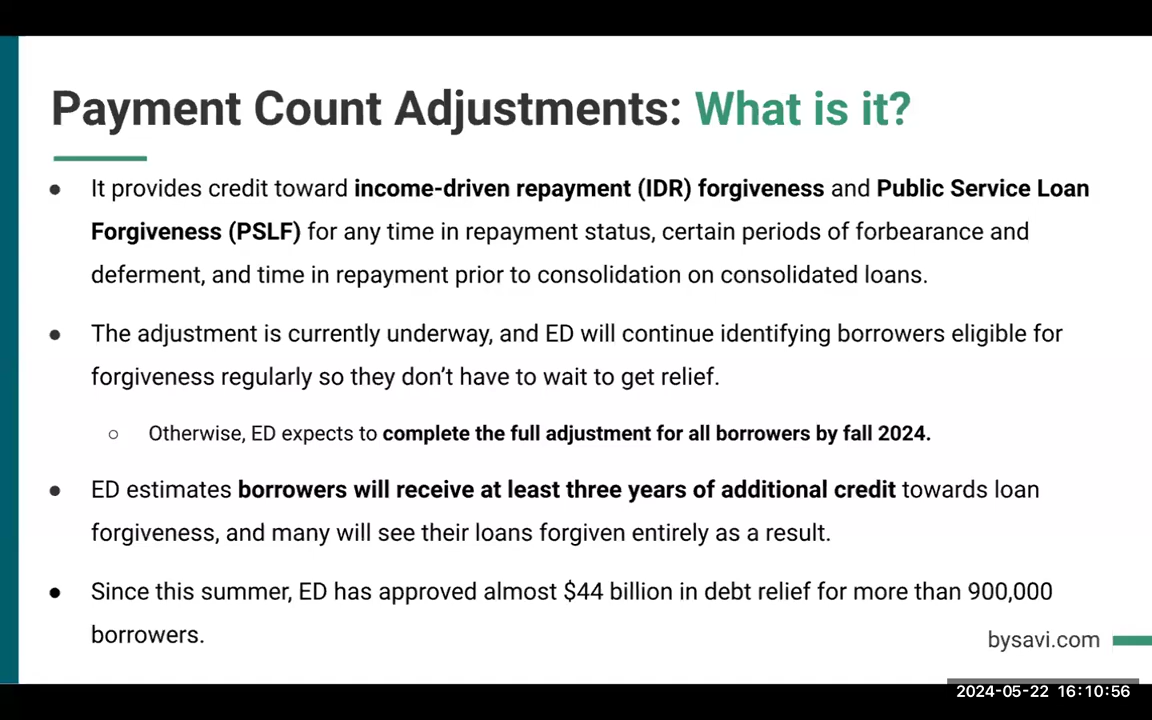 Payment Count Adjustments: What is it?
● It provides credit toward income-driven repayment (IDR) forgiveness and Public Service Loan
Forgiveness (PSLF) for any time in repayment status, certain periods of forbearance and
deferment, and time in repayment prior to consolidation on consolidated loans.
● The adjustment is currently underway, and ED will continue identifying borrowers eligible for
forgiveness regularly so they don’t have to wait to get relief.
○ Otherwise, ED expects to complete the full adjustment for all borrowers by fall 2024.
● ED estimates borrowers will receive at least three years of additional credit towards loan
forgiveness, and many will see their loans forgiven entirely as a result.
● Since this summer, ED has approved almost $44 billion in debt relief for more than 900,000
borrowers.
bysavi.com
2024-05-22 16:10:56